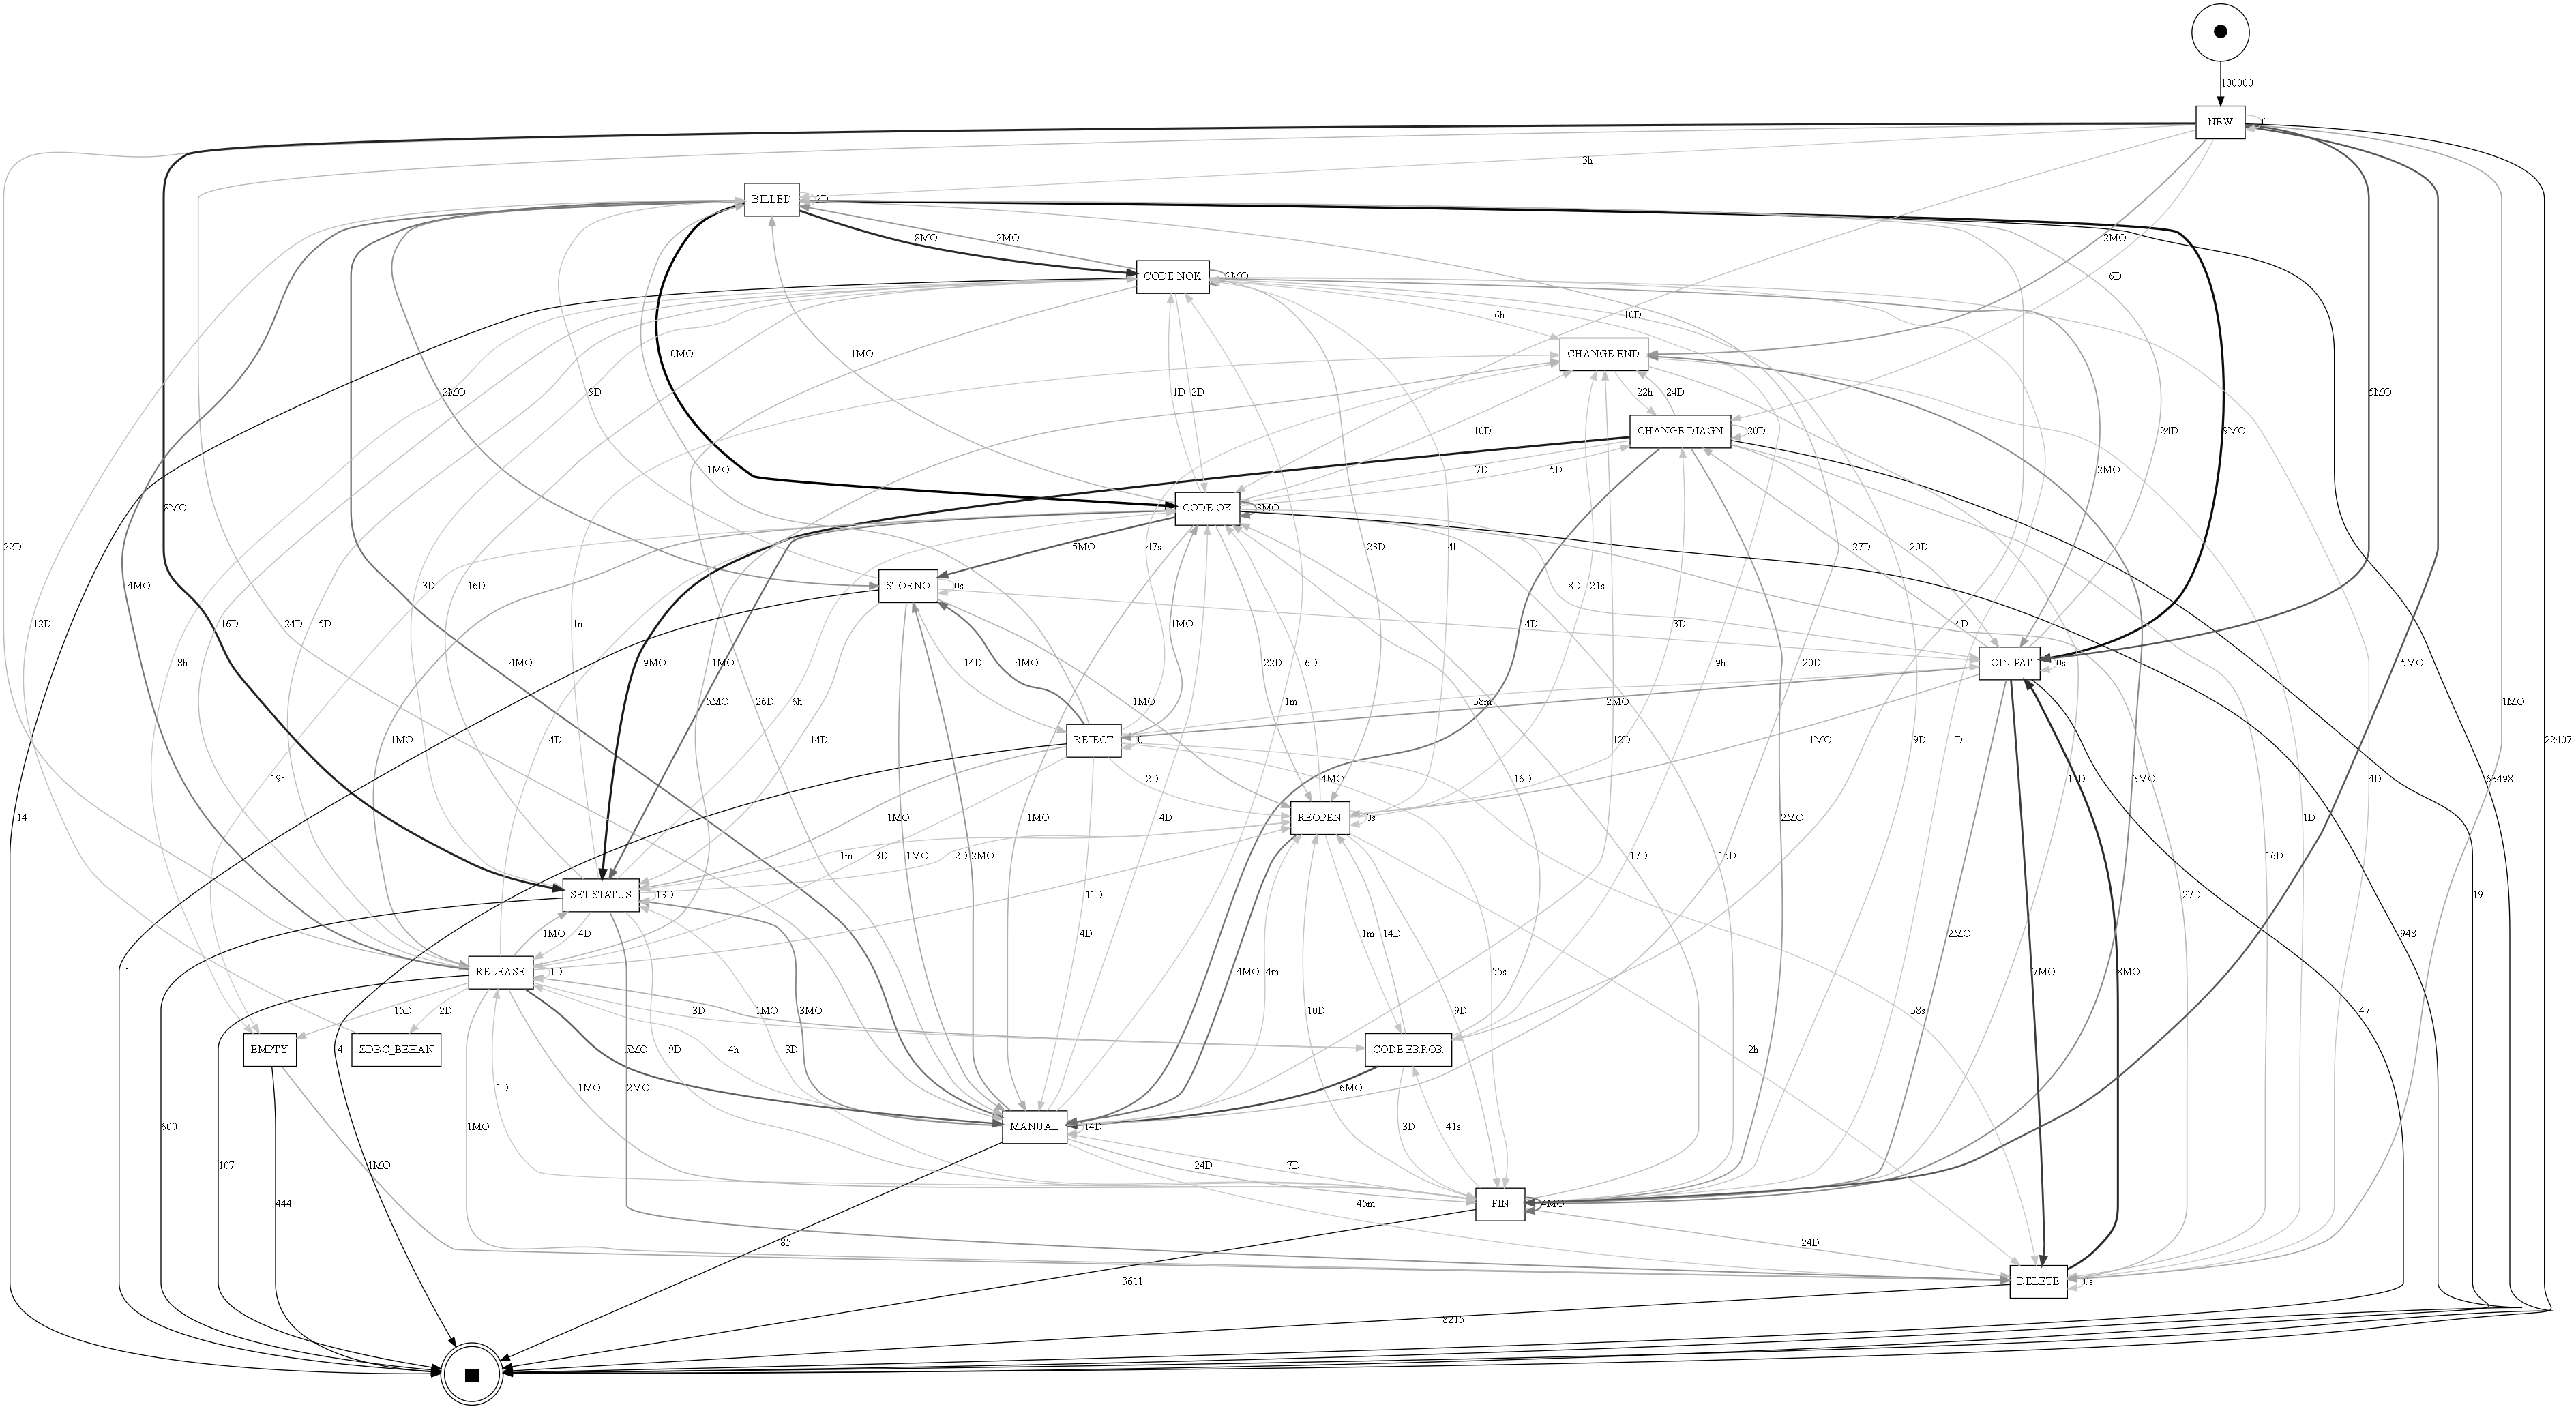 100000
NEW
0s
3h
BILLED
2D
2MO
8MO
2MO
6D
CODE NOK
2MO
6h
10D
CHANGE END
10MO
1MO
1D
2D
22h
24D
5MO
2MO
9D
10D
CHANGE DIAGN
20D
24D
9MO
1MO
7D
5D
2MO
CODE OK
3MO
8MO
22D
5MO
47s
23D
4h
27D
20D
4MO
STORNO
0s
21s
8D
3D
16D
15D
1m
12D
16D
24D
1MO
4D
14D
JOIN-PAT
0s
8h
3D
9MO
1MO
20D
9h
5MO
14D
4MO
1MO
6D
22D
4MO
5MO
26D
6h
58m
2MO
1MO
1m
REJECT
0s
1MO
4D
14D
12D
9D
1D
15D
3MO
4D
63498
22407
19s
2D
4MO
16D
14
1MO
4D
REOPEN
0s
2MO
1D
1MO
1m
3D
2D
1MO
2MO
17D
15D
16D
SET STATUS
13D
11D
27D
19
1MO
4D
1m
14D
2MO
948
1
RELEASE
1D
4MO
4m
55s
7MO
8MO
15D
2D
3D
1MO
3MO
10D
9D
58s
47
EMPTY
ZDBC_BEHAN
5MO
9D
4h
3D
CODE ERROR
2h
4
1D
1MO
2MO
6MO
600
1MO
MANUAL
14D
3D
41s
107
1MO
24D
7D
444
45m
FIN
4MO
85
24D
3611
DELETE
0s
8215